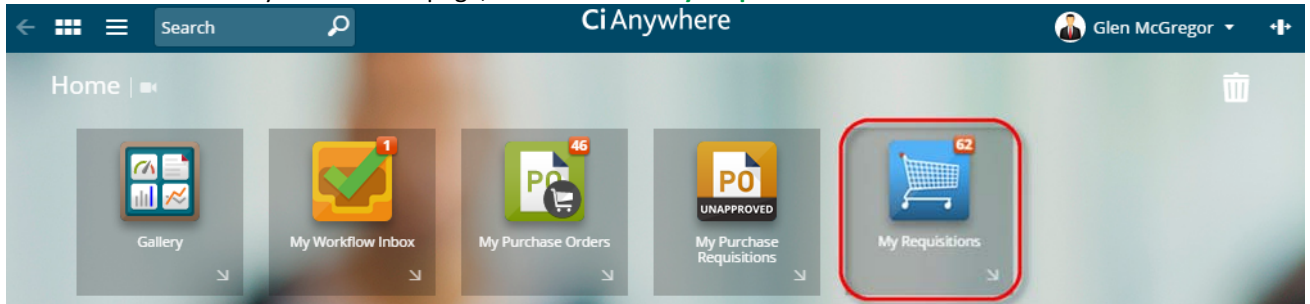 Search
Ci Anywhere
Glen McGregor
Home
1
46
62
PO
PO
UNAPPROVED
Gallery
My Workflow Inbox
My Purchase Orders
My Purchase
Requisitions
My Requisitions